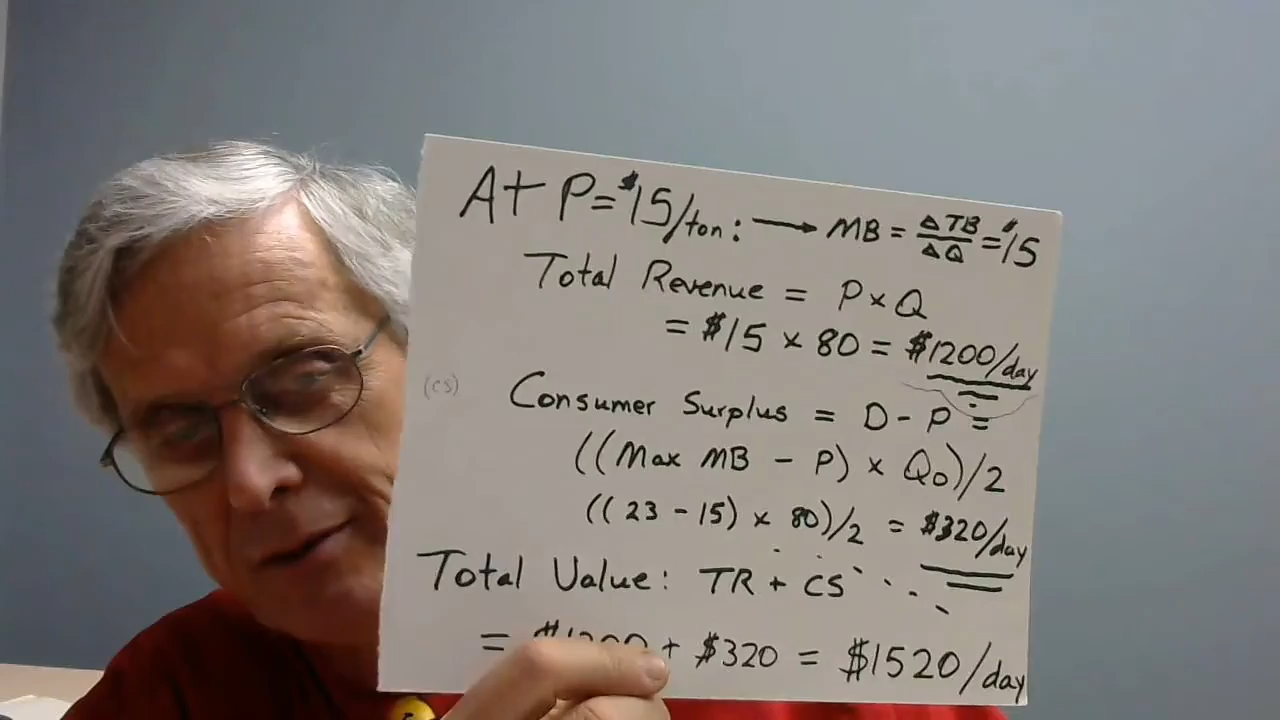 At P = $15/ton: → MB = ΔTB/ΔQ = $15
Total Revenue = P x Q
= $15 x 80 = $1200/day
(CS) Consumer Surplus = D - P =
((Max MB - P) x Q0)/2
((23 - 15) x 80)/2 = $320/day
Total Value: TR + CS
= $1200 + $320 = $1520/day